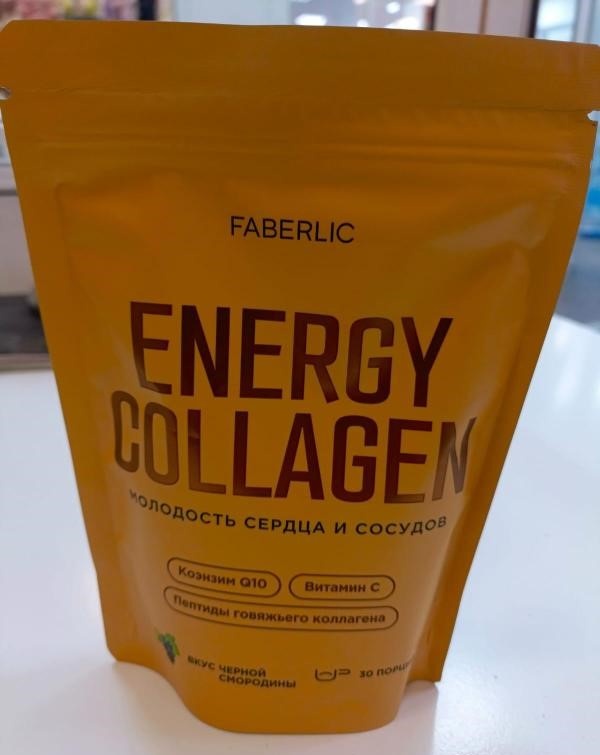 FABERLIC
ENERGY
COLLAGEN
МОЛОДОСТЬ СЕРДЦА И СОСУДОВ
Коэнзим Q10 Витамин C
Пептиды говяжьего коллагена
ВКУС ЧЕРНОЙ
СМОРОДИНЫ
30 ПОРЦИ